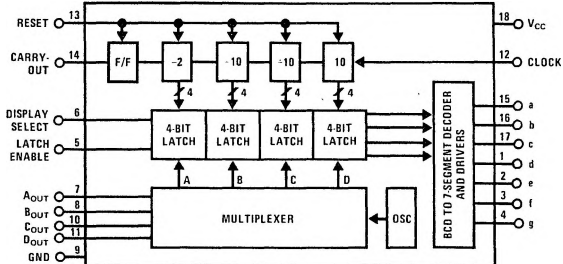 RESET 13
18 VCC
CARRY-OUT 14
F/F
-2
-10
÷10
10
12 CLOCK
4 4 4 4
DISPLAY SELECT 6
LATCH ENABLE 5
4-BIT LATCH
4-BIT LATCH
4-BIT LATCH
4-BIT LATCH
BCD TO 7-SEGMENT DECODER AND DRIVERS
15 a
16 b
17 c
1 d
2 e
3 f
4 g
A B C D
AOUT 7
BOUT 8
COUT 10
DOUT 11
GND 9
MULTIPLEXER
OSC